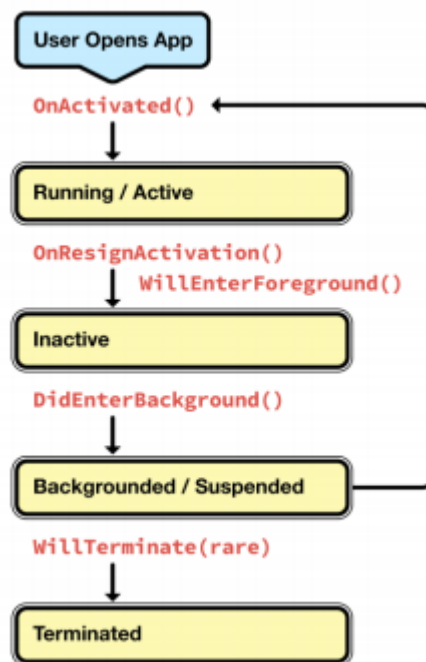 User Opens App
OnActivated()
Running / Active
OnResignActivation()
WillEnterForeground()
Inactive
DidEnterBackground()
Backgrounded / Suspended
WillTerminate(rare)
Terminated